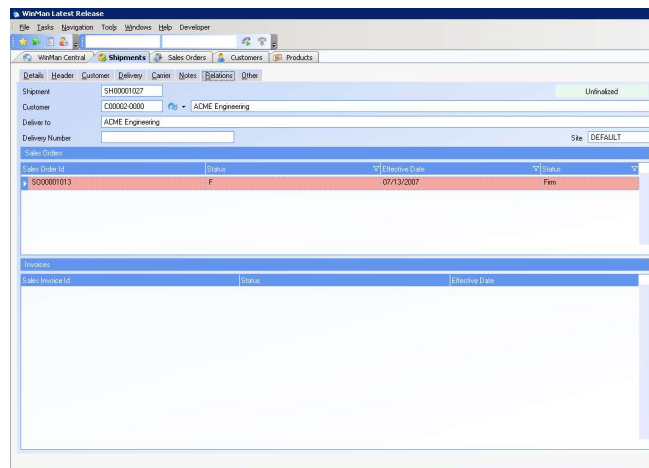 WinMan Latest Release
File Tasks Navigation Tools Windows Help Developer
WinMan Central Shipments Sales Orders Customers Products
Details Header Customer Delivery Carrier Notes Relations Other
Shipment SH00001027 Unfinalized
Customer C00002-0000 ACME Engineering
Deliver to ACME Engineering
Delivery Number Site DEFAULT
Sales Orders
Sales Order Id Status Effective Date Status
SO00001013 F 07/13/2007 Firm
Invoices
Sales Invoice Id Status Effective Date